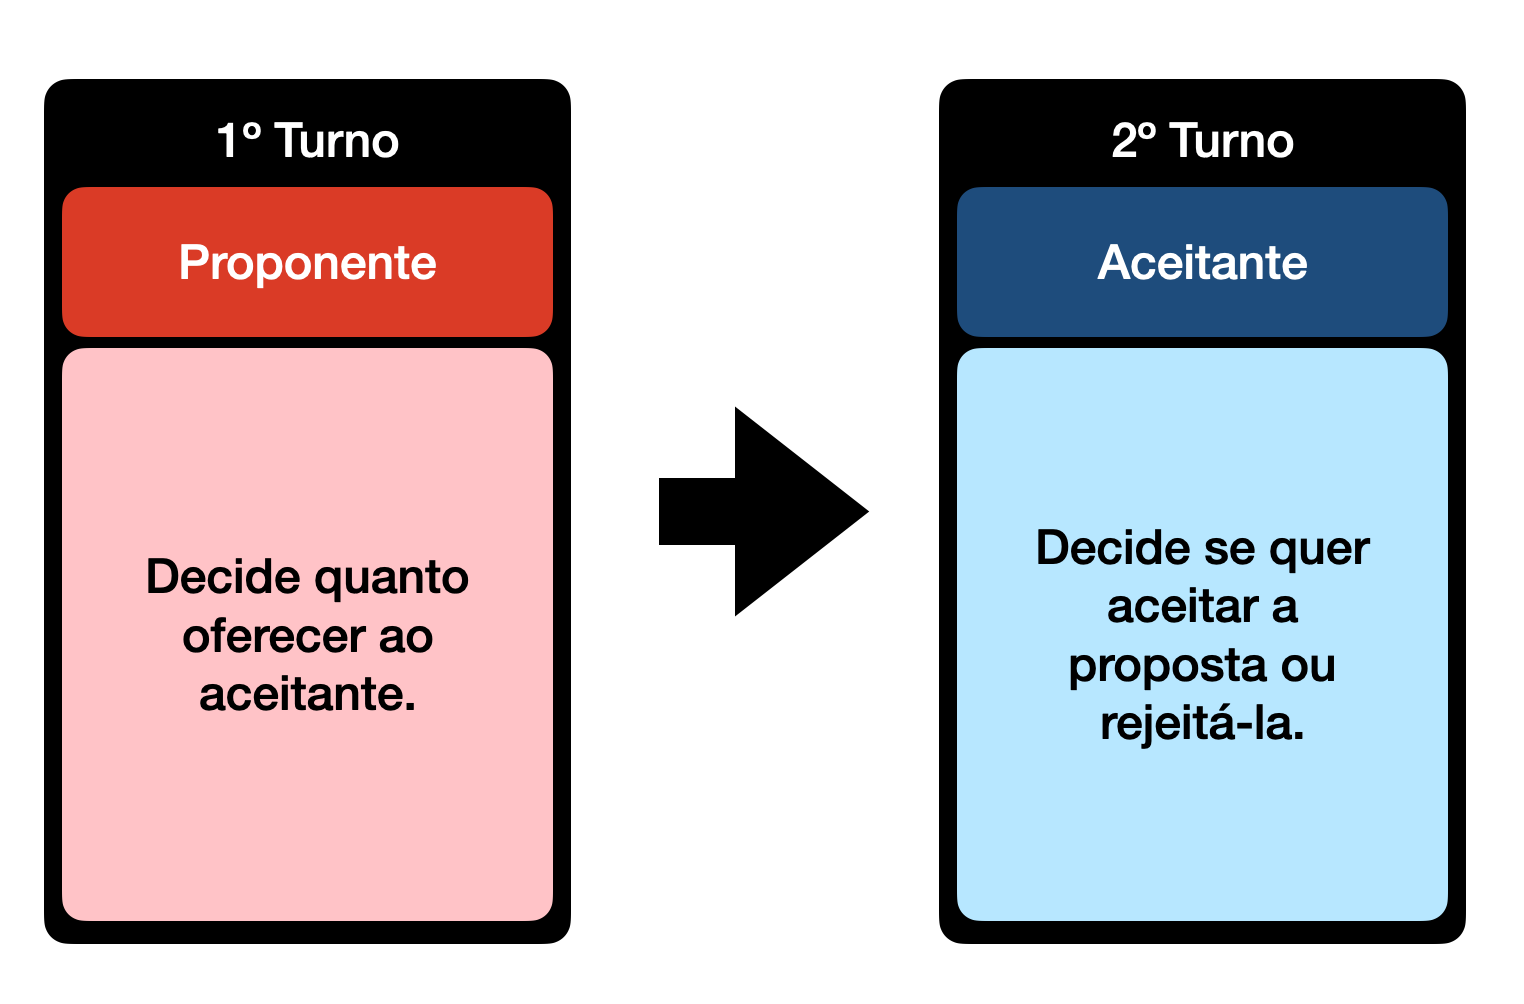 1º Turno
Proponente
Decide quanto
oferecer ao
aceitante.
2º Turno
Aceitante
Decide se quer
aceitar a
proposta ou
rejeitá-la.